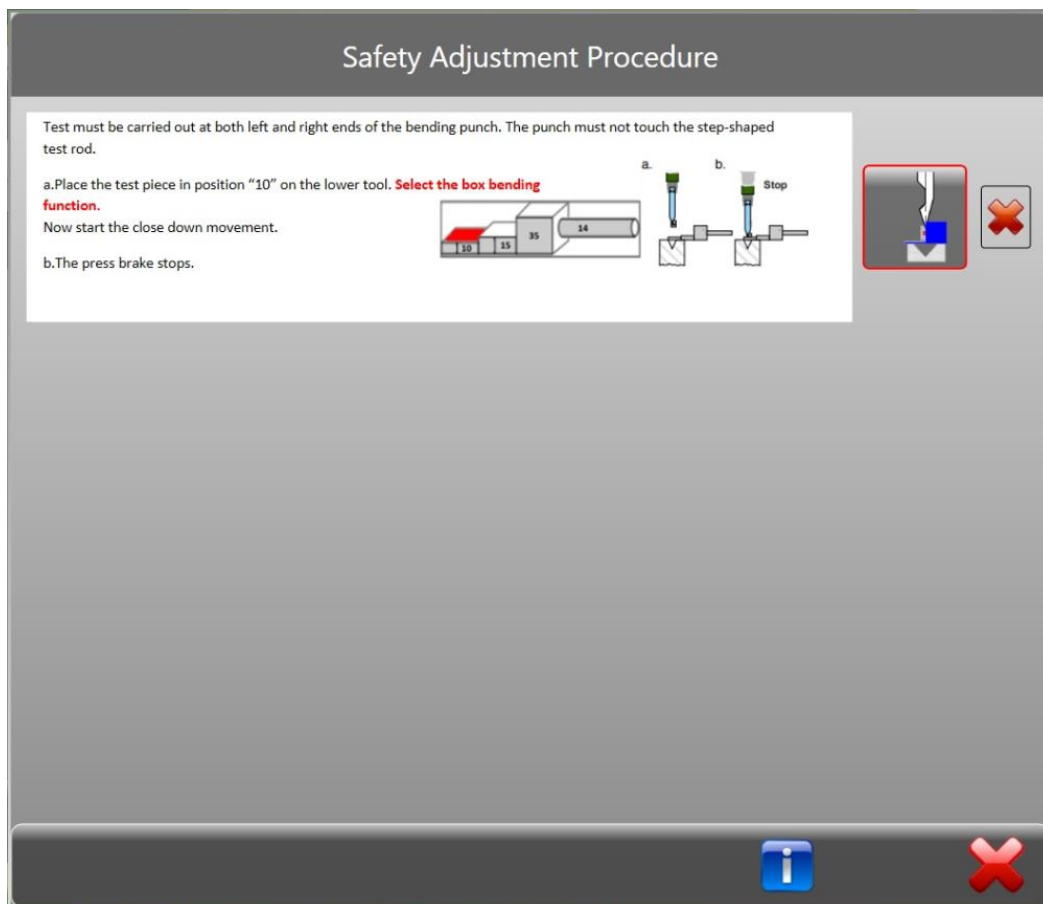 Safety Adjustment Procedure
Test must be carried out at both left and right ends of the bending punch. The punch must not touch the step-shaped
test rod.
a.Place the test piece in position “10” on the lower tool. Select the box bending
function.
Now start the close down movement.
b.The press brake stops.
10
15
35
14
a.
b.
Stop